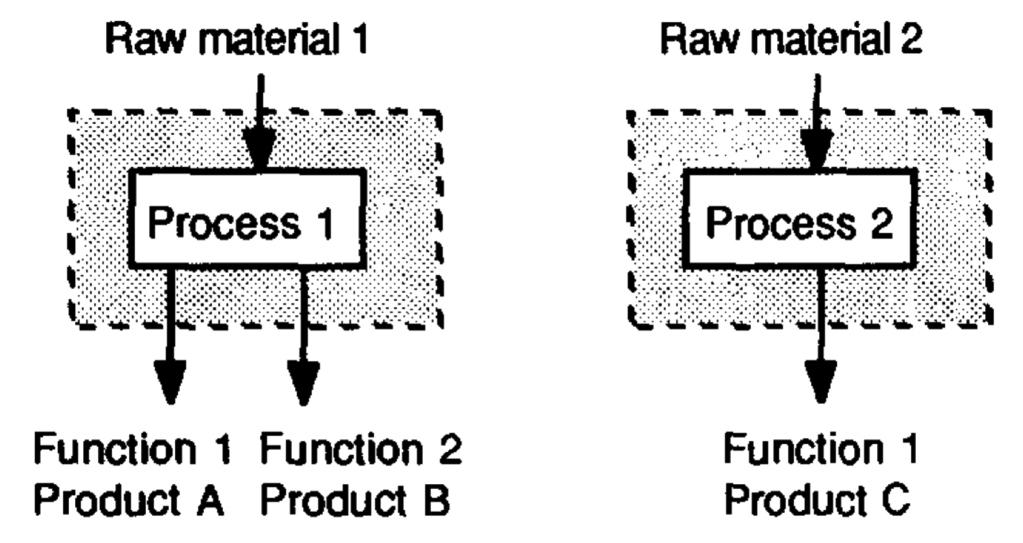 Raw material 1
Raw material 2
Process 1
Process 2
Function 1 Function 2
Product A Product B
Function 1
Product C